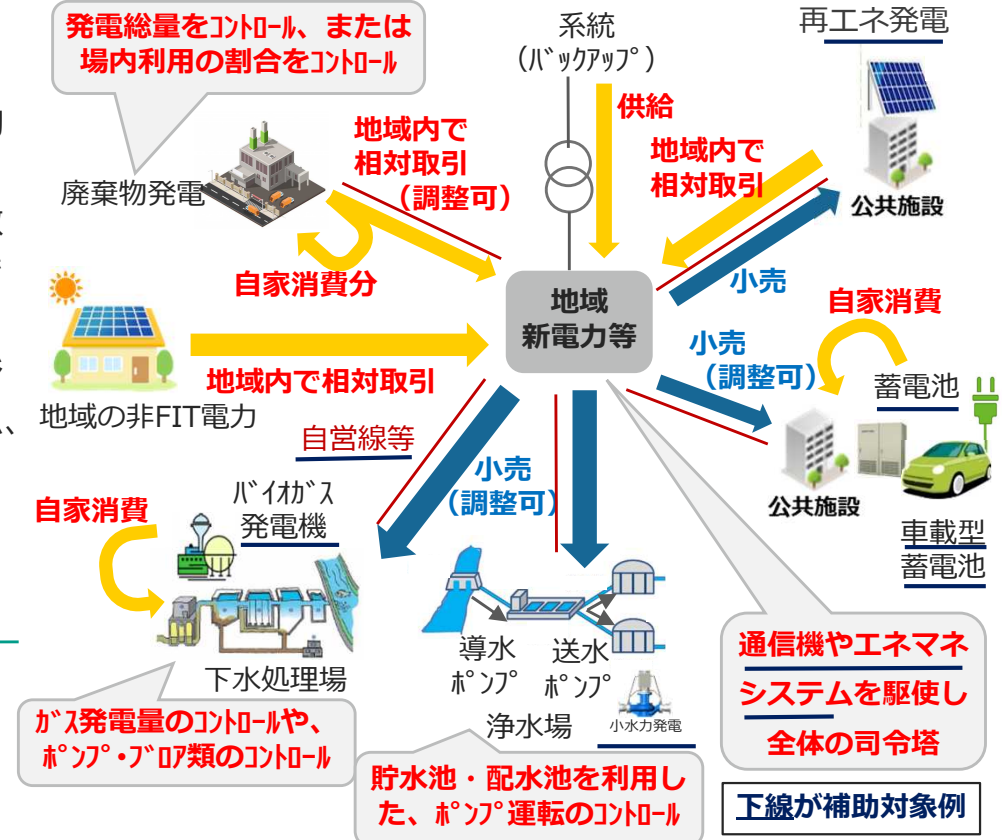 発電総量をｺﾝﾄﾛｰﾙ、または
場内利用の割合をｺﾝﾄﾛｰﾙ
系統
(ﾊﾞｯｸｱｯﾌﾟ)
再エネ発電
供給
地域内で
相対取引
（調整可）
地域内で
相対取引
廃棄物発電
公共施設
自家消費分
小売
地域
新電力等
自家消費
小売
（調整可）
地域内で相対取引
蓄電池
地域の非FIT電力
自営線等
小売
（調整可）
公共施設
ﾊﾞｲｵｶﾞｽ
発電機
自家消費
車載型
蓄電池
導水
ﾎﾟﾝﾌﾟ
送水
ﾎﾟﾝﾌﾟ
下水処理場
浄水場
小水力発電
通信機やエネマネ
システムを駆使し
全体の司令塔
ｶﾞｽ発電量のｺﾝﾄﾛｰﾙや、
ﾎﾟﾝﾌﾟ・ﾌﾞﾛｱ類のｺﾝﾄﾛｰﾙ
貯水池・配水池を利用し
た、ﾎﾟﾝﾌﾟ運転のｺﾝﾄﾛｰﾙ
下線が補助対象例